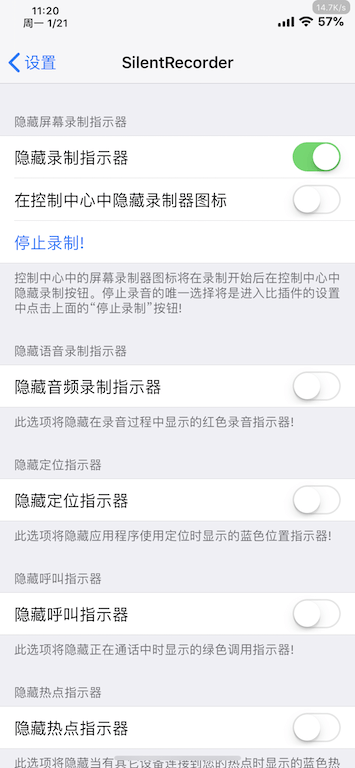 14.7K/s
11:20
周一 1/21
57%
设置
SilentRecorder
隐藏屏幕录制指示器
隐藏录制指示器
在控制中心中隐藏录制器图标
停止录制!
控制中心中的屏幕录制器图标将在录制开始后在控制中心中
隐藏录制按钮。停止录音的唯一选择将是进入比插件的设置
中点击上面的“停止录制”按钮!
隐藏语音录制指示器
隐藏音频录制指示器
此选项将隐藏在录音过程中显示的红色录音指示器!
隐藏定位指示器
隐藏定位指示器
此选项将隐藏应用程序使用定位时显示的蓝色位置指示器!
隐藏呼叫指示器
隐藏呼叫指示器
此选项将隐藏正在通话中时显示的绿色调用指示器!
隐藏热点指示器
隐藏热点指示器
此选项将隐藏当有其它设备连接到您的热点时显示的蓝色热